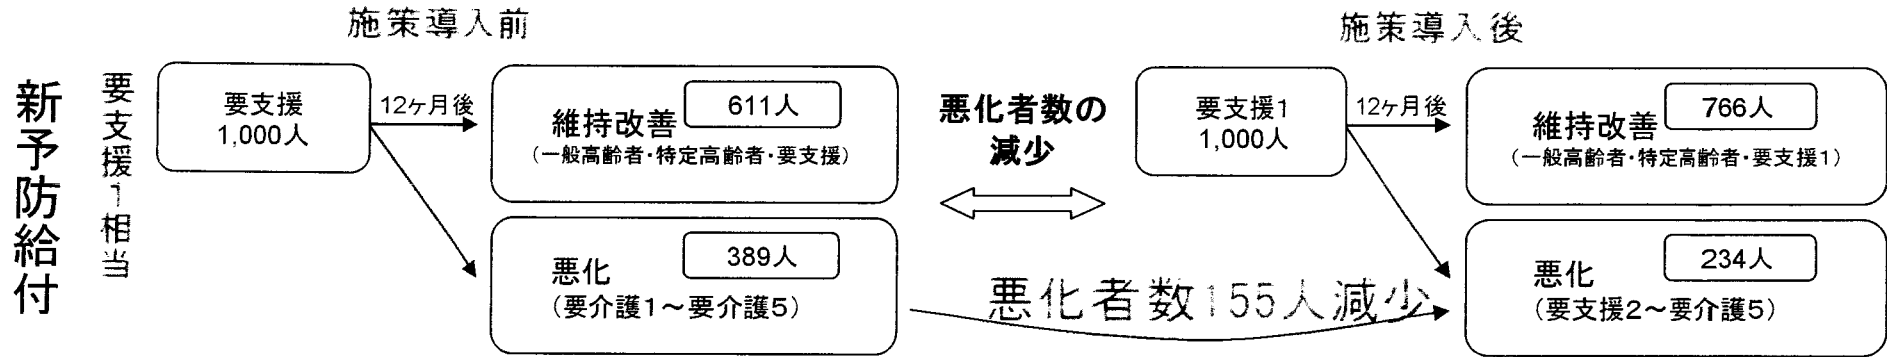 施策導入前
施策導入後
新予防給付
要支援1相当
要支援
1,000人
12ヶ月後
維持改善
611人
(一般高齢者・特定高齢者・要支援)
悪化
389人
(要介護1~要介護5)
悪化者数の
減少
要支援1
1,000人
12ヶ月後
維持改善
766人
(一般高齢者・特定高齢者・要支援1)
悪化
234人
(要支援2~要介護5)
悪化者数155人減少